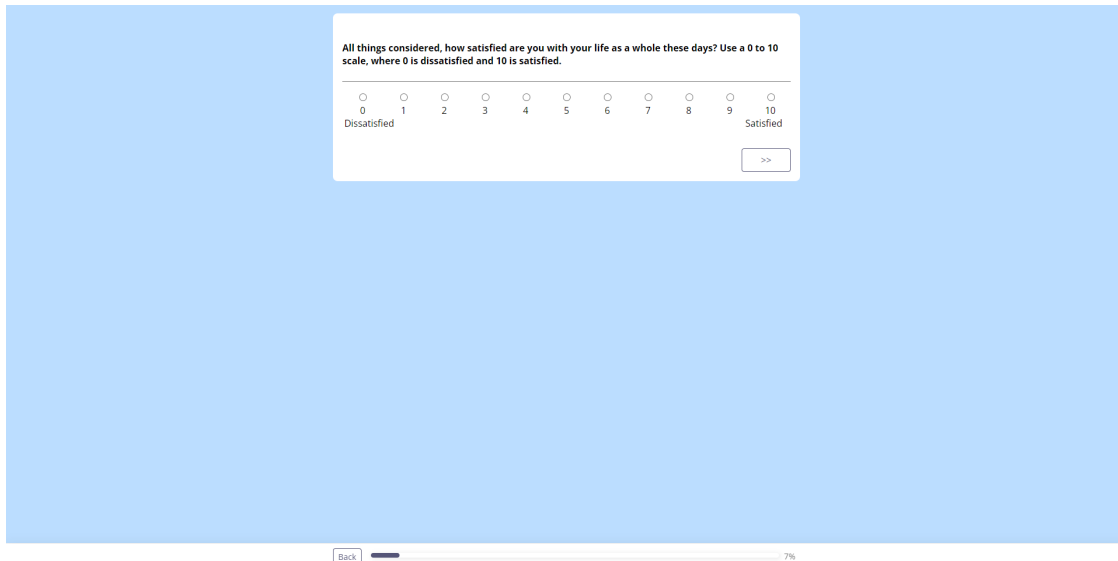 All things considered, how satisfied are you with your life as a whole these days? Use a 0 to 10
scale, where 0 is dissatisfied and 10 is satisfied.
0 1 2 3 4 5 6 7 8 9 10
Dissatisfied Satisfied
>>
Back 7%